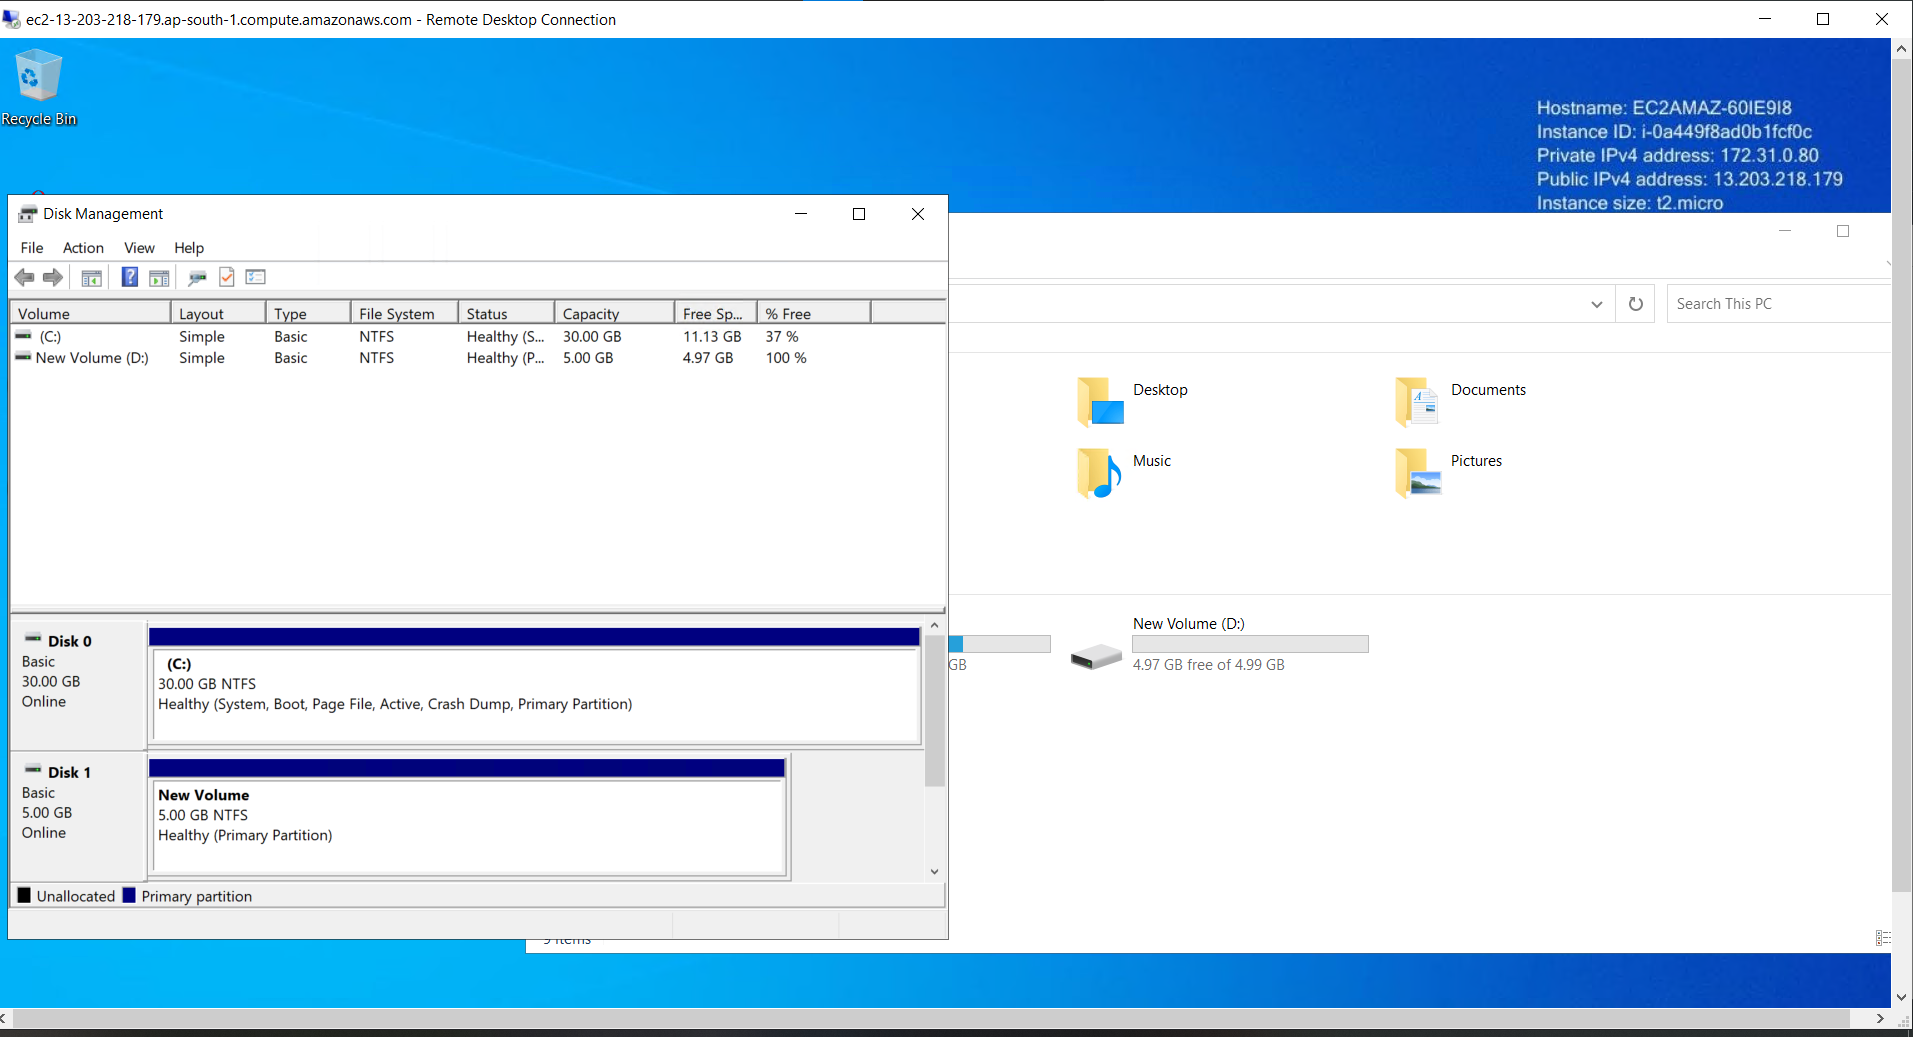 ec2-13-203-218-179.ap-south-1.compute.amazonaws.com - Remote Desktop Connection
Recycle Bin
Hostname: EC2AMAZ-60IE9I8
Instance ID: i-0a449f8ad0b1fcf0c
Private IPv4 address: 172.31.0.80
Public IPv4 address: 13.203.218.179
Instance size: t2.micro
Disk Management
File Action View Help
Volume Layout Type File System Status Capacity Free Sp... % Free
(C:) Simple Basic NTFS Healthy (S... 30.00 GB 11.13 GB 37 %
New Volume (D:) Simple Basic NTFS Healthy (P... 5.00 GB 4.97 GB 100 %
Disk 0
Basic
30.00 GB
Online
(C:)
30.00 GB NTFS
Healthy (System, Boot, Page File, Active, Crash Dump, Primary Partition)
Disk 1
Basic
5.00 GB
Online
New Volume
5.00 GB NTFS
Healthy (Primary Partition)
Unallocated Primary partition
Search This PC
Desktop
Documents
Music
Pictures
New Volume (D:)
GB
4.97 GB free of 4.99 GB
9 items